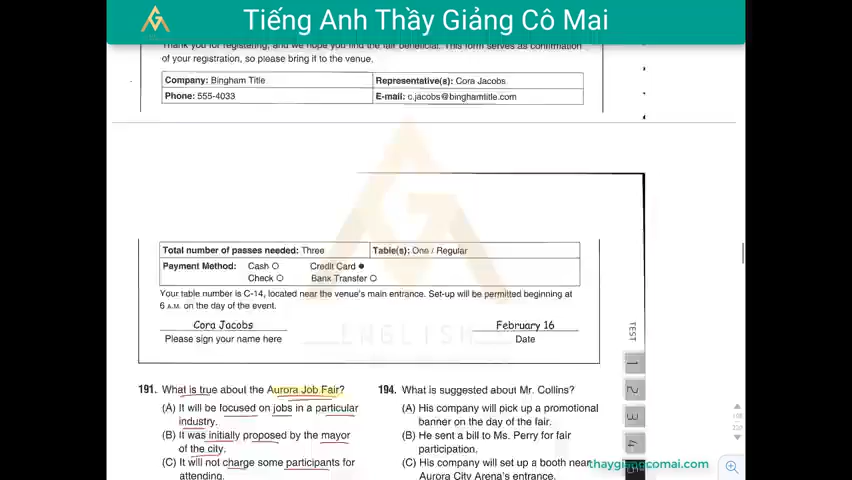 Tiếng Anh Thầy Giảng Cô Mai
Thank you for registering, and we hope you find the fair beneficial. This form serves as confirmation
of your registration, so please bring it to the venue.
Company: Bingham Title
Representative(s): Cora Jacobs
Phone: 555-4033
E-mail: c.jacobs@binghamtitle.com
Total number of passes needed: Three
Table(s): One / Regular
Payment Method: Cash Credit Card
Check Bank Transfer
Your table number is C-14, located near the venue's main entrance. Set-up will be permitted beginning at
6 A.M. on the day of the event.
Cora Jacobs
February 16
Please sign your name here
Date
ENGLISH
TEST
1
2
3
4
5
191. What is true about the Aurora Job Fair?
(A) It will be focused on jobs in a particular
industry.
(B) It was initially proposed by the mayor
of the city.
(C) It will not charge some participants for
attending.
194. What is suggested about Mr. Collins?
(A) His company will pick up a promotional
banner on the day of the fair.
(B) He sent a bill to Ms. Perry for fair
participation.
(C) His company will set up a booth near
Aurora City Arena's entrance.
thaygiangcomai.com